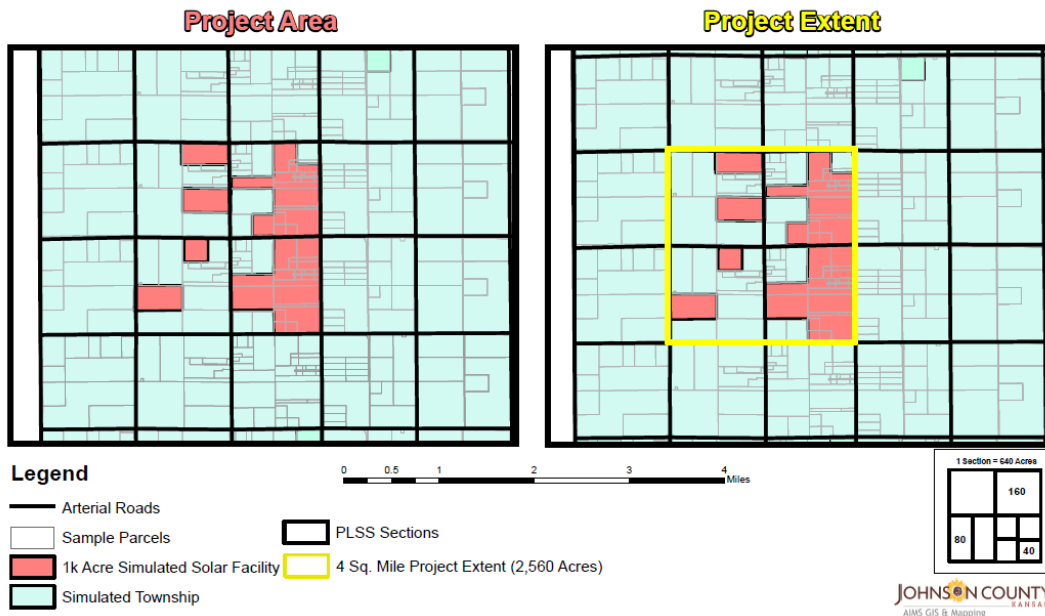 Project Area
Project Extent
Legend
0 0.5 1 2 3 4
Miles
Arterial Roads
Sample Parcels
1k Acre Simulated Solar Facility
Simulated Township
PLSS Sections
4 Sq. Mile Project Extent (2,560 Acres)
1 Section = 640 Acres
160
80
40
JOHNSON COUNTY
KANSAS
AIMS GIS & Mapping